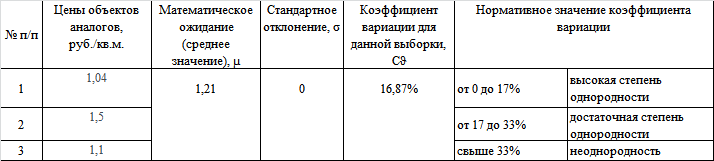 № п/п
Цены объектов
аналогов,
руб./кв.м.
Математическое
ожидание
(среднее
значение), μ
Стандартное
отклонение, σ
Коэффициент
вариации для
данной выборки,
Cϑ
Нормативное значение коэффициента
вариации
1
1,04
1,21
0
16,87%
от 0 до 17%
высокая степень
однородности
2
1,5
от 17 до 33%
достаточная степень
однородности
3
1,1
свыше 33%
неоднородность